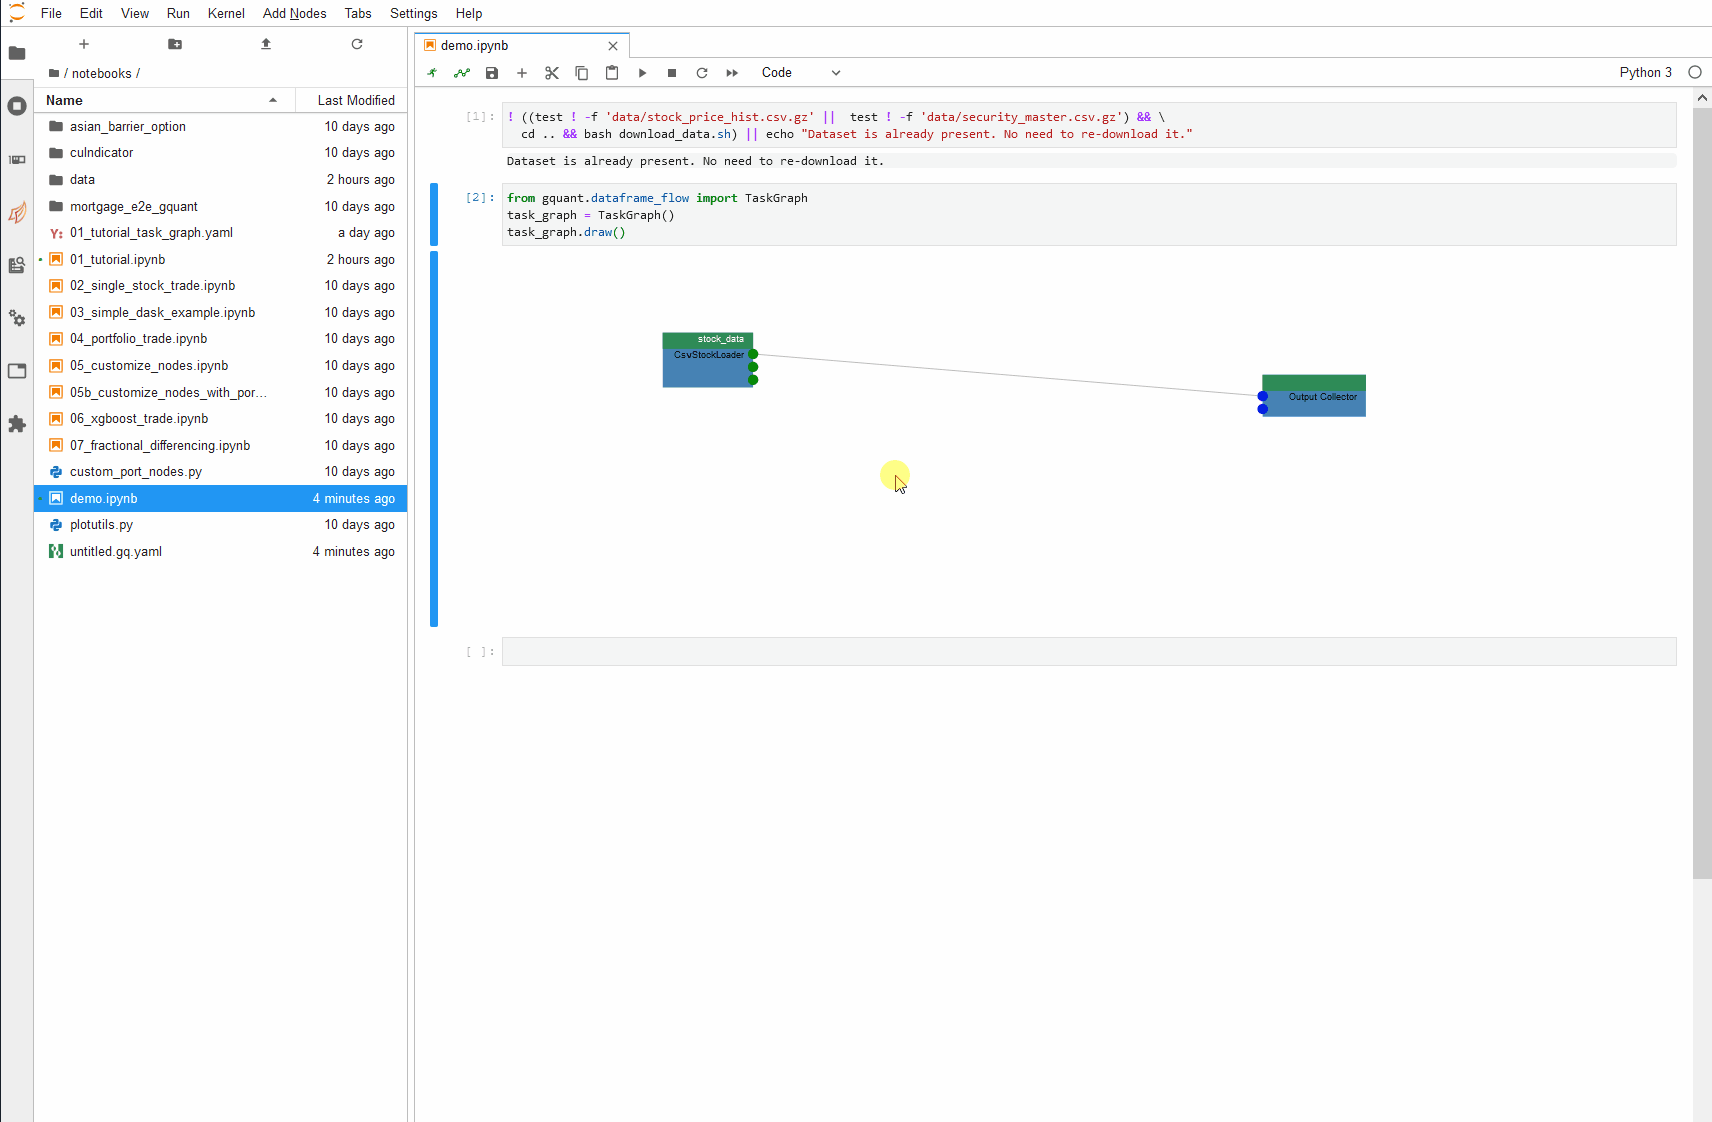 File Edit View Run Kernel Add Nodes Tabs Settings Help
/ notebooks /
Name Last Modified
asian_barrier_option 10 days ago
cuIndicator 10 days ago
data 2 hours ago
mortgage_e2e_gquant 10 days ago
Y: 01_tutorial_task_graph.yaml a day ago
01_tutorial.ipynb 2 hours ago
02_single_stock_trade.ipynb 10 days ago
03_simple_dask_example.ipynb 10 days ago
04_portfolio_trade.ipynb 10 days ago
05_customize_nodes.ipynb 10 days ago
05b_customize_nodes_with_por... 10 days ago
06_xgboost_trade.ipynb 10 days ago
07_fractional_differencing.ipynb 10 days ago
custom_port_nodes.py 10 days ago
demo.ipynb 4 minutes ago
plotutils.py 10 days ago
untitled.gq.yaml 4 minutes ago
demo.ipynb
Code Python 3
[1]: ! ((test ! -f 'data/stock_price_hist.csv.gz' ||  test ! -f 'data/security_master.csv.gz') && \
cd .. && bash download_data.sh) || echo "Dataset is already present. No need to re-download it."
Dataset is already present. No need to re-download it.
[2]: from gquant.dataframe_flow import TaskGraph
task_graph = TaskGraph()
task_graph.draw()
stock_data
CsvStockLoader
Output Collector
[ ]: